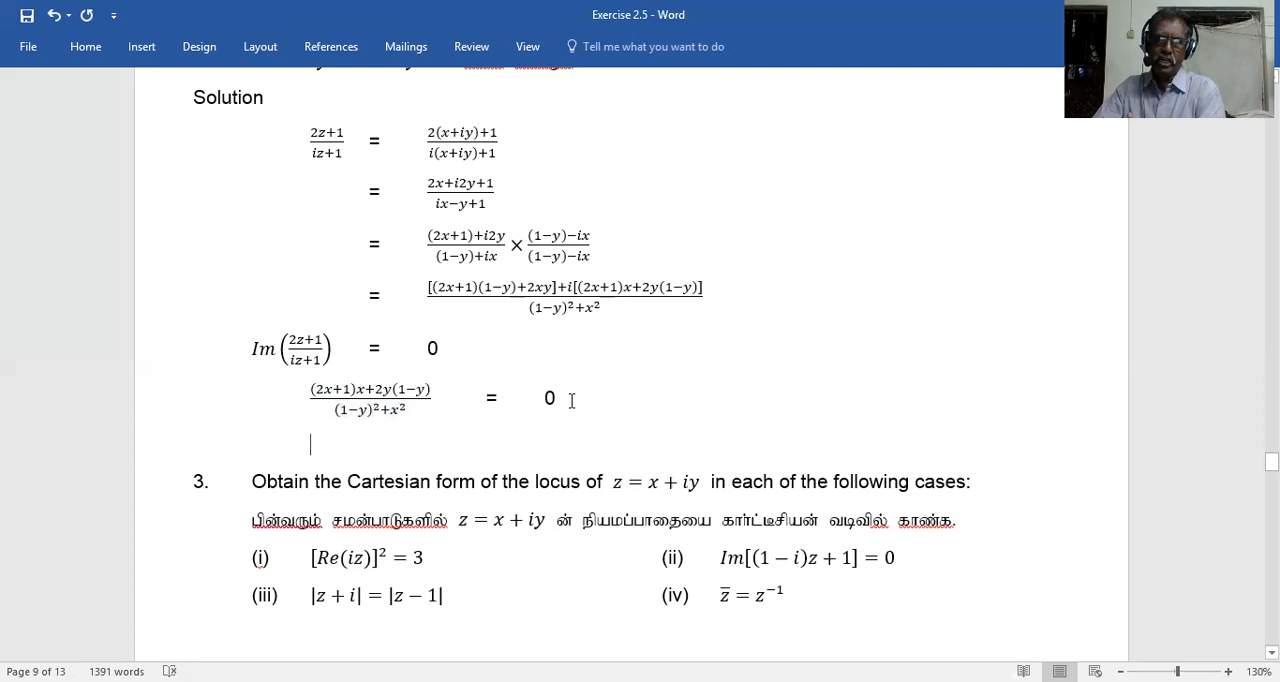 Exercise 2.5 - Word
File Home Insert Design Layout References Mailings Review View Tell me what you want to do
Solution
2z+1/iz+1 = 2(x+iy)+1/i(x+iy)+1
= 2x+i2y+1/ix−y+1
= (2x+1)+i2y/(1−y)+ix × (1−y)−ix/(1−y)−ix
= [(2x+1)(1−y)+2xy]+i[(2x+1)x+2y(1−y)]/(1−y)²+x²
Im(2z+1/iz+1) = 0
(2x+1)x+2y(1−y)/(1−y)²+x² = 0
3. Obtain the Cartesian form of the locus of z = x + iy in each of the following cases:
பின்வரும் சமன்பாடுகளில் z = x + iy ன் நியமப்பாதையை கார்ட்டீசியன் வடிவில் காண்க.
(i) [Re(iz)]² = 3 (ii) Im[(1 − i)z + 1] = 0
(iii) |z + i| = |z − 1| (iv) z̅ = z⁻¹
Page 9 of 13 1391 words 130%